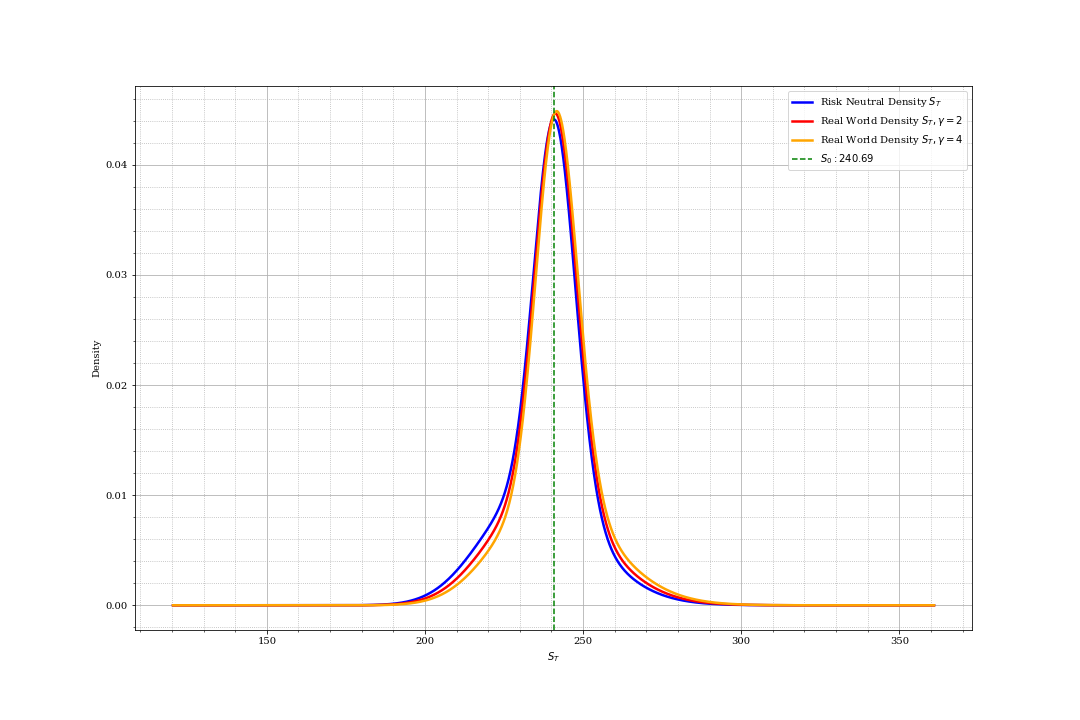 Risk Neutral Density S_T
Real World Density S_T, γ = 2
Real World Density S_T, γ = 4
S_0 : 240.69
Density
0.04
0.03
0.02
0.01
0.00
150 200 250 300 350
S_T